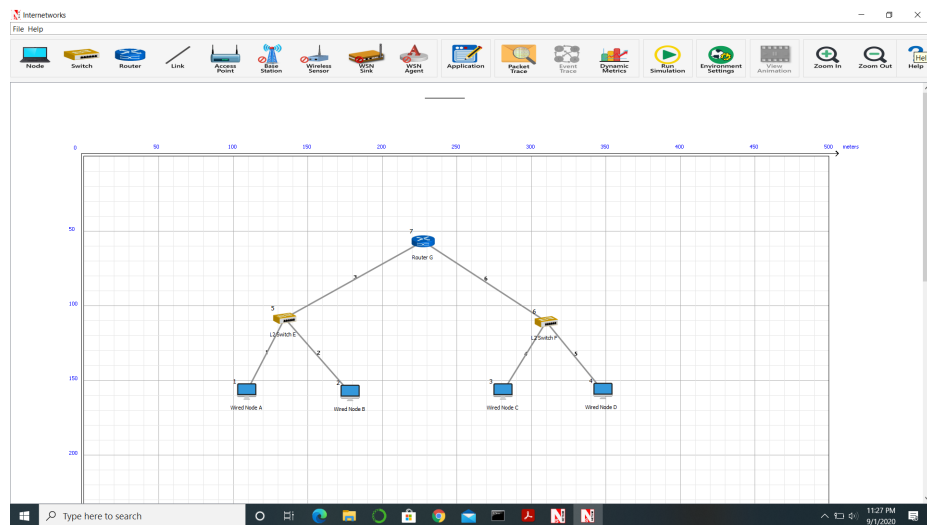 Internetworks
File Help
Node Switch Router Link Access Point Base Station Wireless Sensor WSN Sink WSN Agent Application Packet Trace Event Trace Dynamic Metrics Run Simulation Environment Settings View Animation Zoom In Zoom Out Help
Hel
0 50 100 150 200 250 300 350 400 450 500 meters
50
7
Router G
3 6
100
5 6
L2 Switch E L2 Switch F
1 2 4 5
150
1 2 3 4
Wired Node A Wired Node B Wired Node C Wired Node D
200
Type here to search
11:27 PM
9/1/2020